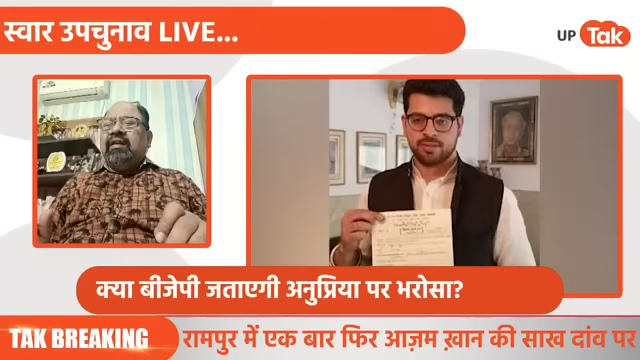 स्वार उपचुनाव LIVE...
UP Tak
क्या बीजेपी जताएगी अनुप्रिया पर भरोसा?
TAK BREAKING
रामपुर में एक बार फिर आज़म ख़ान की साख दांव पर